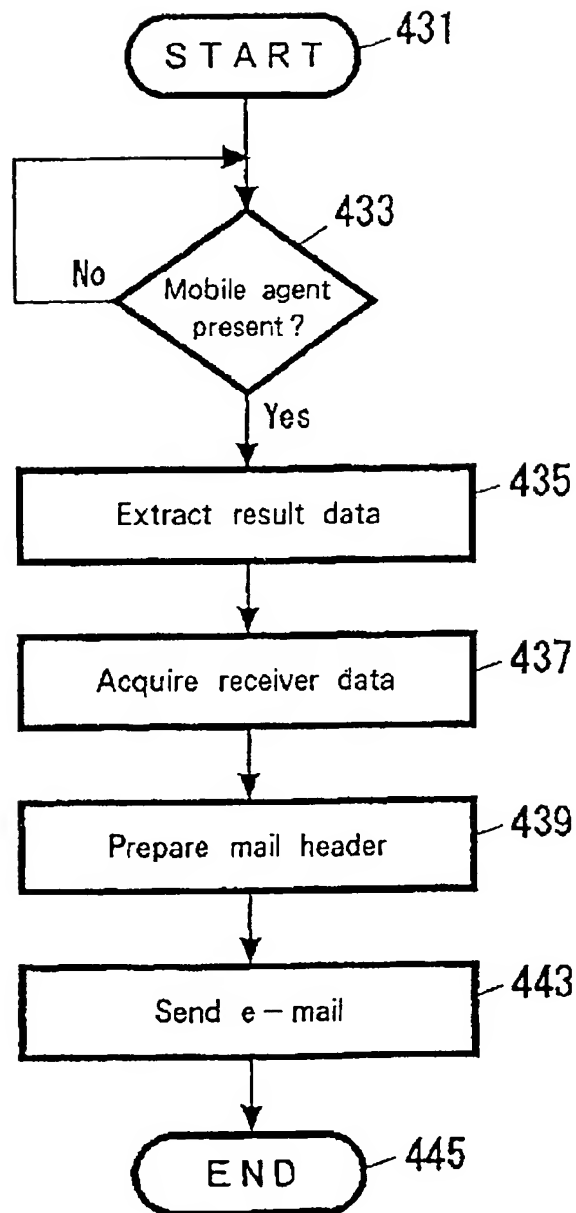 START
431
433
Mobile agent
present?
No
Yes
Extract result data
435
Acquire receiver data
437
Prepare mail header
439
Send e-mail
443
END
445